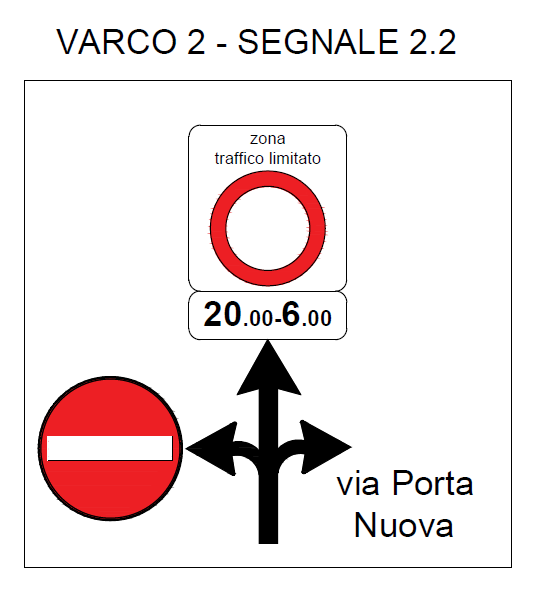 VARCO 2 - SEGNALE 2.2
zona
traffico limitato
20.00-6.00
via Porta
Nuova